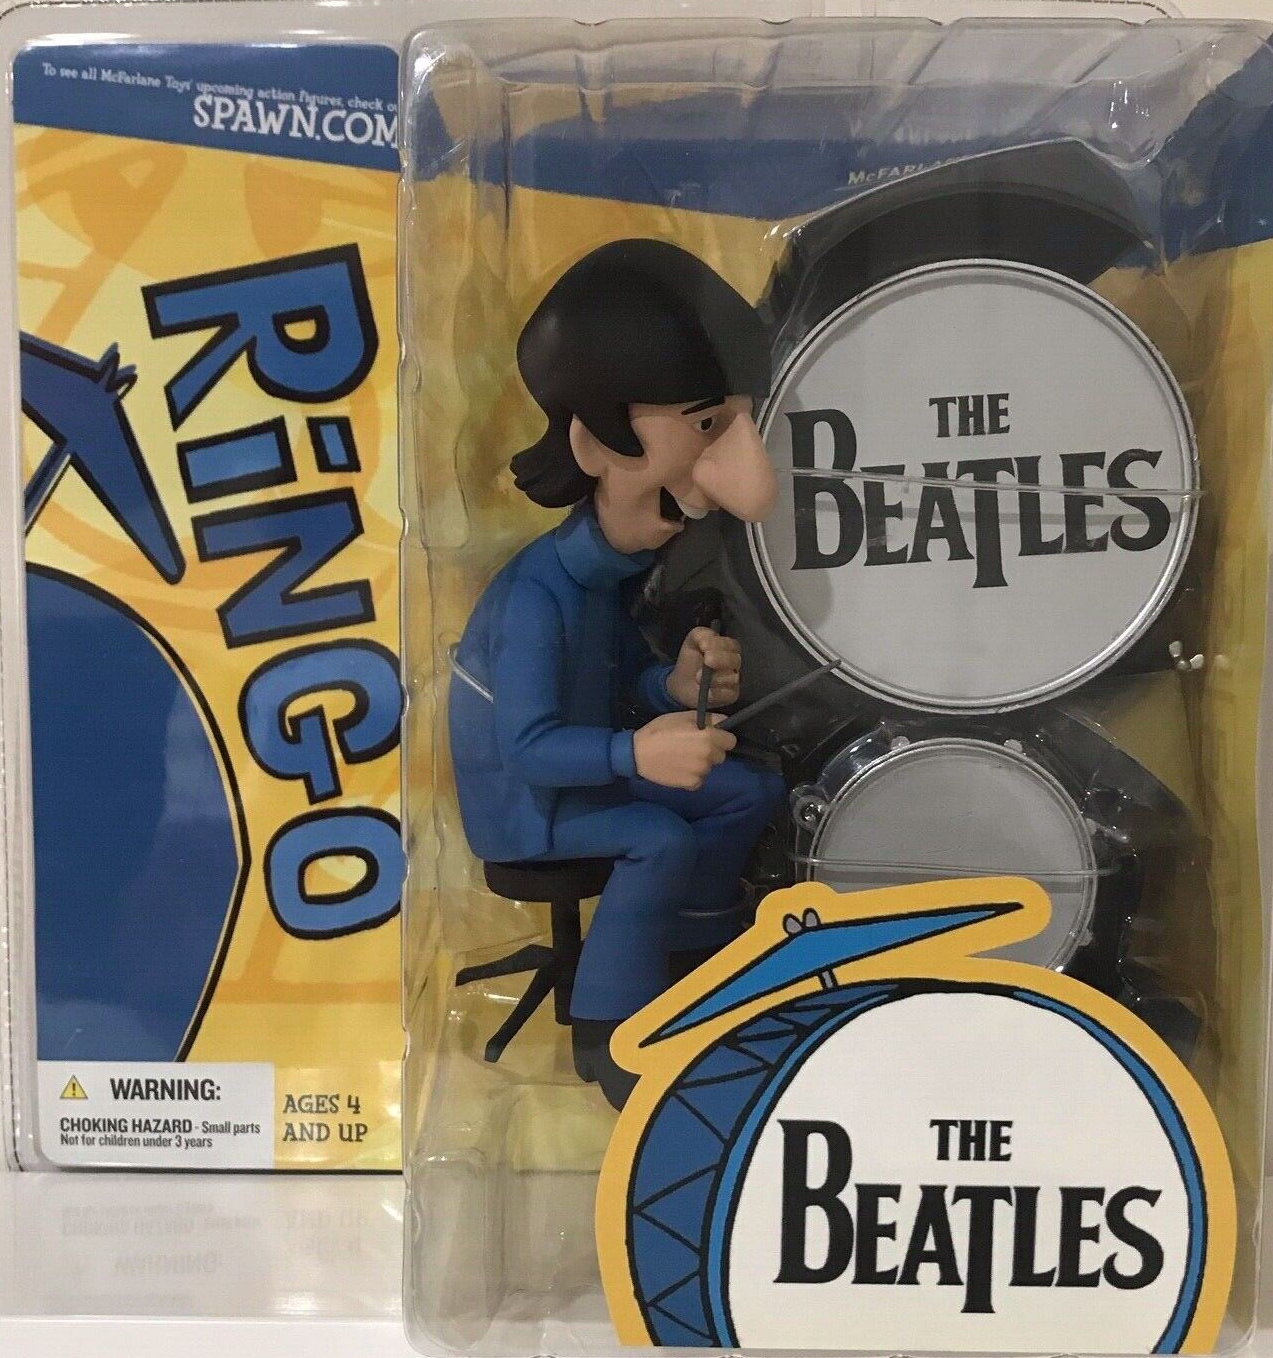 To see all McFarlane Toys' upcoming action figures, check
SPAWN.COM
RiNGO
WARNING:
CHOKING HAZARD - Small parts
Not for children under 3 years
AGES 4
AND UP
THE
BEATLES
THE
BEATLES